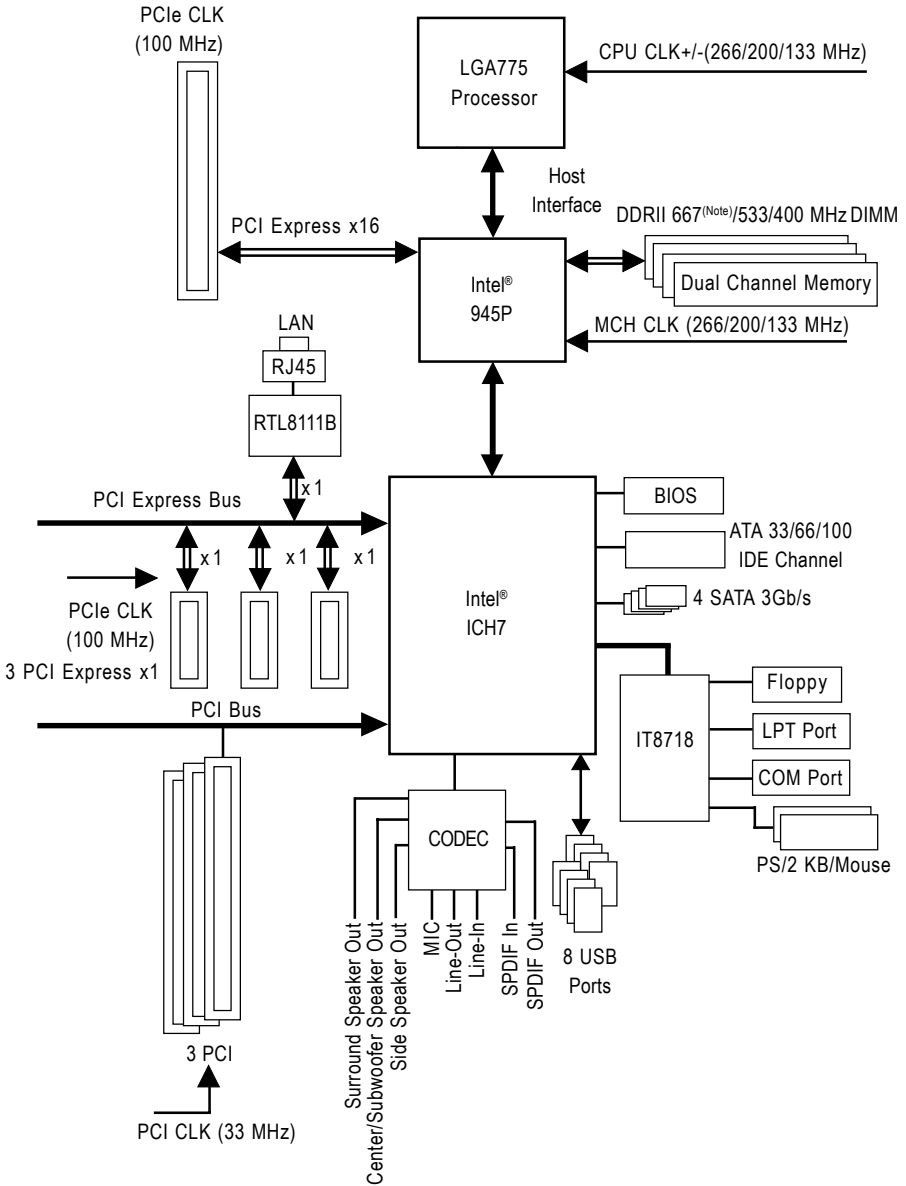 PCIe CLK
(100 MHz)
LGA775
Processor
CPU CLK+/-(266/200/133 MHz)
Host
Interface
PCI Express x16
DDRII 667(Note)/533/400 MHz DIMM
Dual Channel Memory
Intel®
945P
MCH CLK (266/200/133 MHz)
LAN
RJ45
RTL8111B
x1
PCI Express Bus
x1
x1
x1
PCIe CLK
(100 MHz)
3 PCI Express x1
Intel®
ICH7
BIOS
ATA 33/66/100
IDE Channel
4 SATA 3Gb/s
PCI Bus
IT8718
Floppy
LPT Port
COM Port
PS/2 KB/Mouse
CODEC
Surround Speaker Out
Center/Subwoofer Speaker Out
Side Speaker Out
MIC
Line-Out
Line-In
SPDIF In
SPDIF Out
8 USB
Ports
3 PCI
PCI CLK (33 MHz)